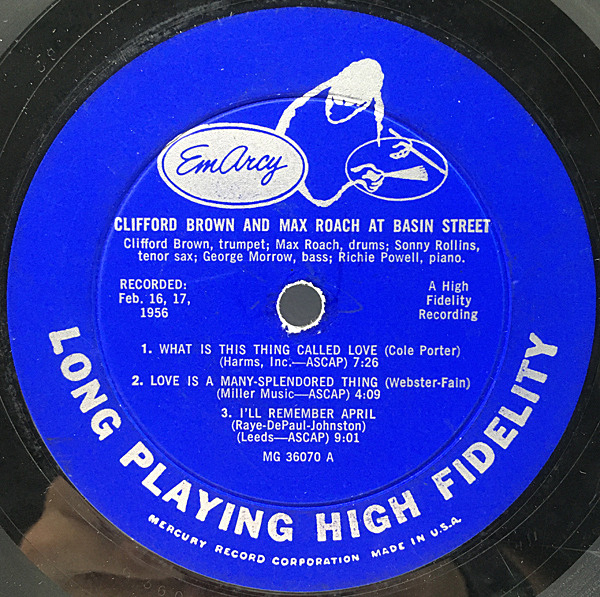 EmArcy
CLIFFORD BROWN AND MAX ROACH AT BASIN STREET
Clifford Brown, trumpet; Max Roach, drums; Sonny Rollins,
tenor sax; George Morrow, bass; Richie Powell, piano.
RECORDED:
Feb. 16, 17,
1956
A High
Fidelity
Recording
1. WHAT IS THIS THING CALLED LOVE (Cole Porter)
(Harms, Inc.—ASCAP) 7:26
2. LOVE IS A MANY-SPLENDORED THING (Webster-Fain)
(Miller Music—ASCAP) 4:09
3. I'LL REMEMBER APRIL
(Raye-DePaul-Johnston)
(Leeds—ASCAP) 9:01
MG 36070 A
LONG PLAYING HIGH FIDELITY
MERCURY RECORD CORPORATION MADE IN U.S.A.